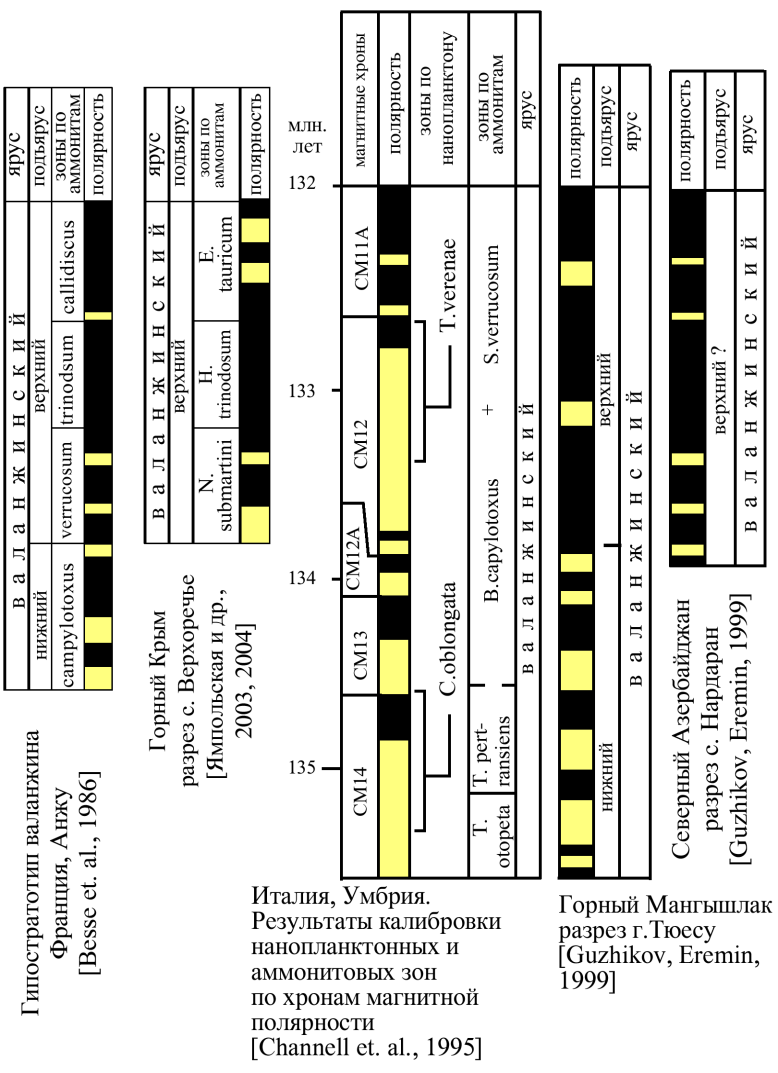 ярус
подъярус
зоны по
аммонитам
полярность
валанжинский
верхний
нижний
callidiscus
trinodsum
verrucosum
campylotoxus
Гипостратотип валанжина
Франция, Анжу
[Besse et. al., 1986]
ярус
подъярус
зоны по
аммонитам
полярность
валанжинский
верхний
E.
tauricum
H.
trinodosum
N.
submartini
Горный Крым
разрез с. Верхоречье
[Ямпольская и др.,
2003, 2004]
млн.
лет
132
133
134
135
магнитные хроны
полярность
зоны по
нанопланктону
зоны по
аммонитам
ярус
CM11A
CM12
CM12A
CM13
CM14
T.verenae
C.oblongata
S.verrucosum
+
B.capylotoxus
T. pert-
ransiens
T.
otopeta
валанжинский
Италия, Умбрия.
Результаты калибровки
нанопланктонных и
аммонитовых зон
по хронам магнитной
полярности
[Channell et. al., 1995]
полярность
подъярус
ярус
верхний
нижний
валанжинский
Горный Мангышлак
разрез г.Тюесу
[Guzhikov, Eremin,
1999]
полярность
подъярус
ярус
верхний ?
валанжинский
Северный Азербайджан
разрез с. Нардаран
[Guzhikov, Eremin, 1999]